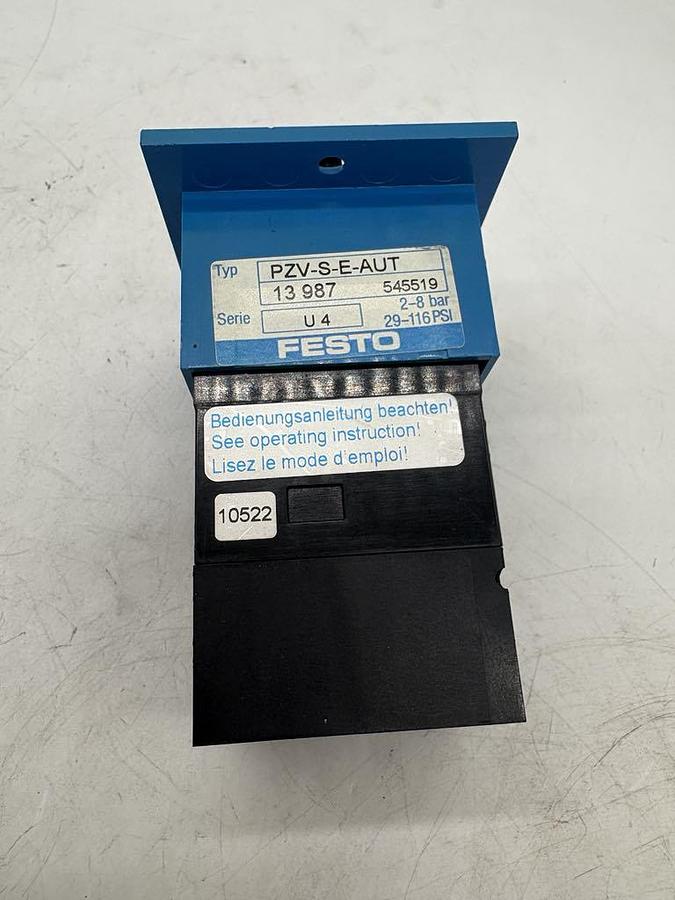 Typ PZV-S-E-AUT
13 987 545519
2-8 bar
Serie U 4 29-116 PSI
FESTO
Bedienungsanleitung beachten!
See operating instruction!
Lisez le mode d'emploi!
10522